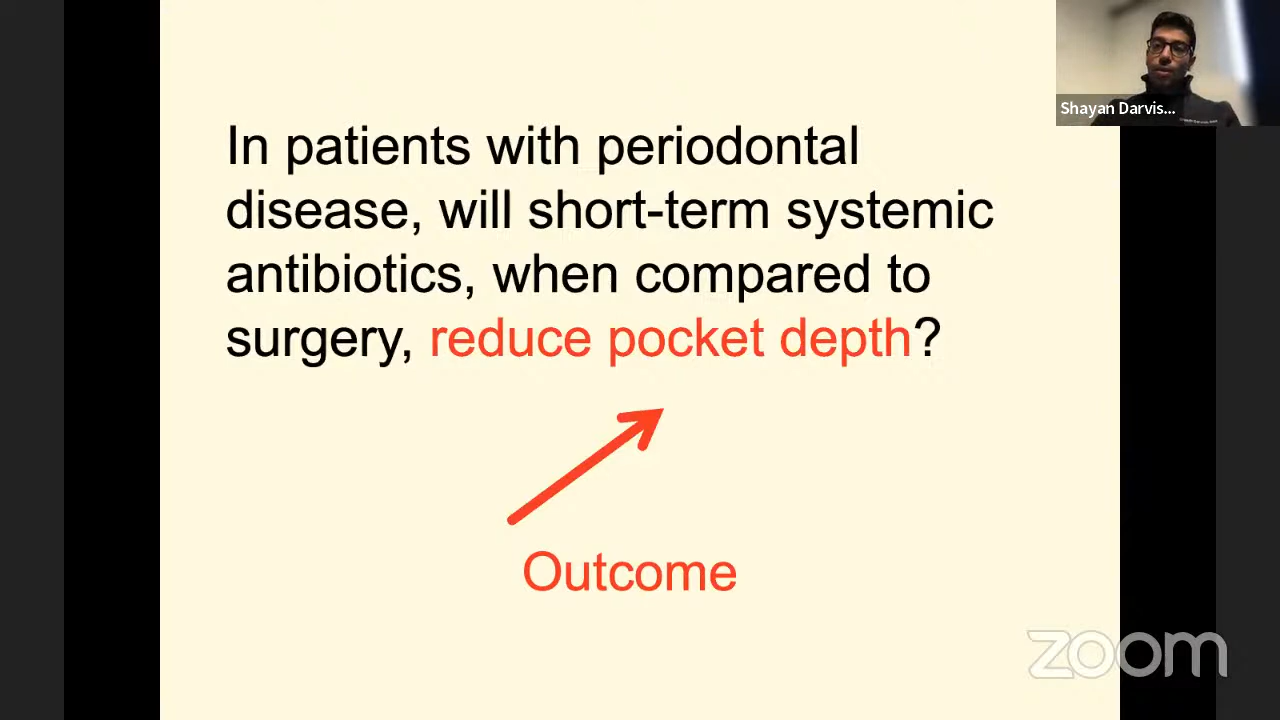 In patients with periodontal
disease, will short-term systemic
antibiotics, when compared to
surgery, reduce pocket depth?
Outcome
Shayan Darvis...
zoom